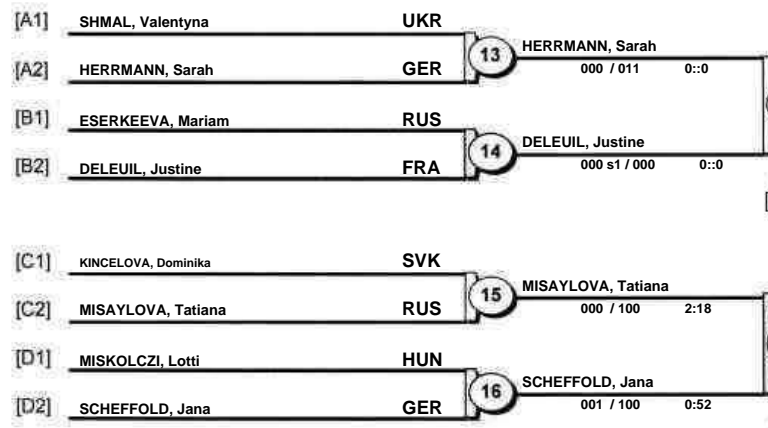 [A1] SHMAL, Valentyna UKR
[A2] HERRMANN, Sarah GER
13 HERRMANN, Sarah
000 / 011 0::0
[B1] ESERKEEVA, Mariam RUS
[B2] DELEUIL, Justine FRA
14 DELEUIL, Justine
000 s1 / 000 0::0
[C1] KINCELOVA, Dominika SVK
[C2] MISAYLOVA, Tatiana RUS
15 MISAYLOVA, Tatiana
000 / 100 2:18
[D1] MISKOLCZI, Lotti HUN
[D2] SCHEFFOLD, Jana GER
16 SCHEFFOLD, Jana
001 / 100 0:52